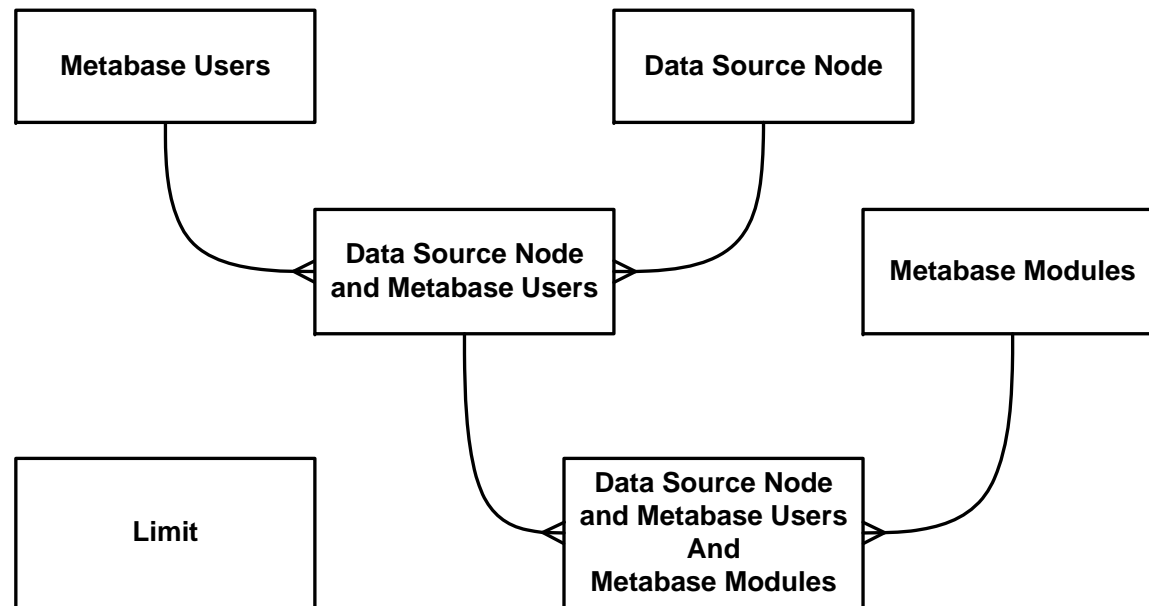 Metabase Users
Data Source Node
Data Source Node
and Metabase Users
Metabase Modules
Limit
Data Source Node
and Metabase Users
And
Metabase Modules